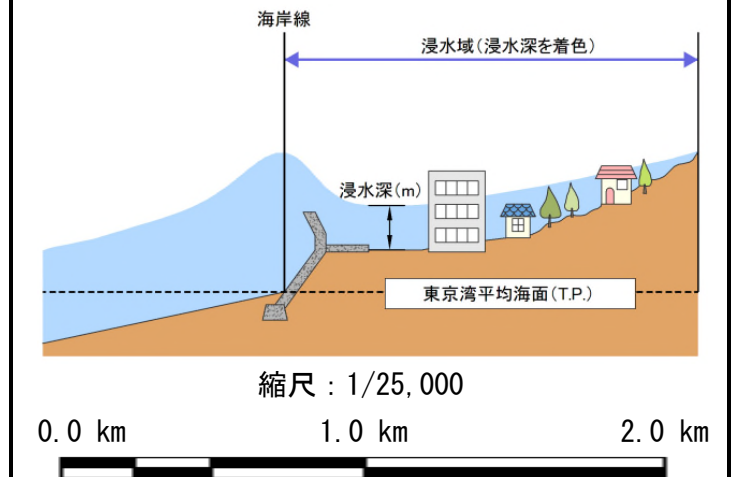 海岸線
浸水域(浸水深を着色)
浸水深(m)
東京湾平均海面(T.P.)
縮尺：1/25,000
0.0 km 1.0 km 2.0 km